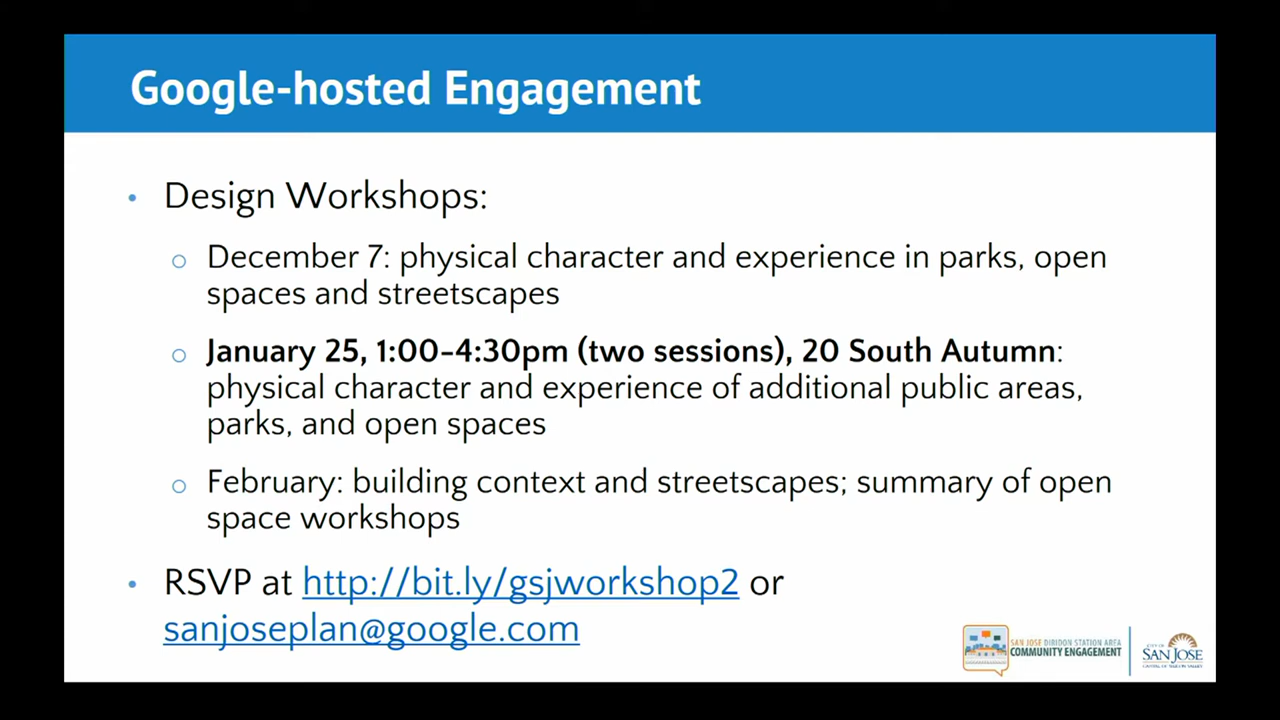 Google-hosted Engagement
• Design Workshops:
o December 7: physical character and experience in parks, open
spaces and streetscapes
o January 25, 1:00-4:30pm (two sessions), 20 South Autumn:
physical character and experience of additional public areas,
parks, and open spaces
o February: building context and streetscapes; summary of open
space workshops
• RSVP at http://bit.ly/gsjworkshop2 or
sanjoseplan@google.com
SAN JOSE DIRIDON STATION AREA
COMMUNITY ENGAGEMENT
CITY OF
SAN JOSE
CAPITAL OF SILICON VALLEY